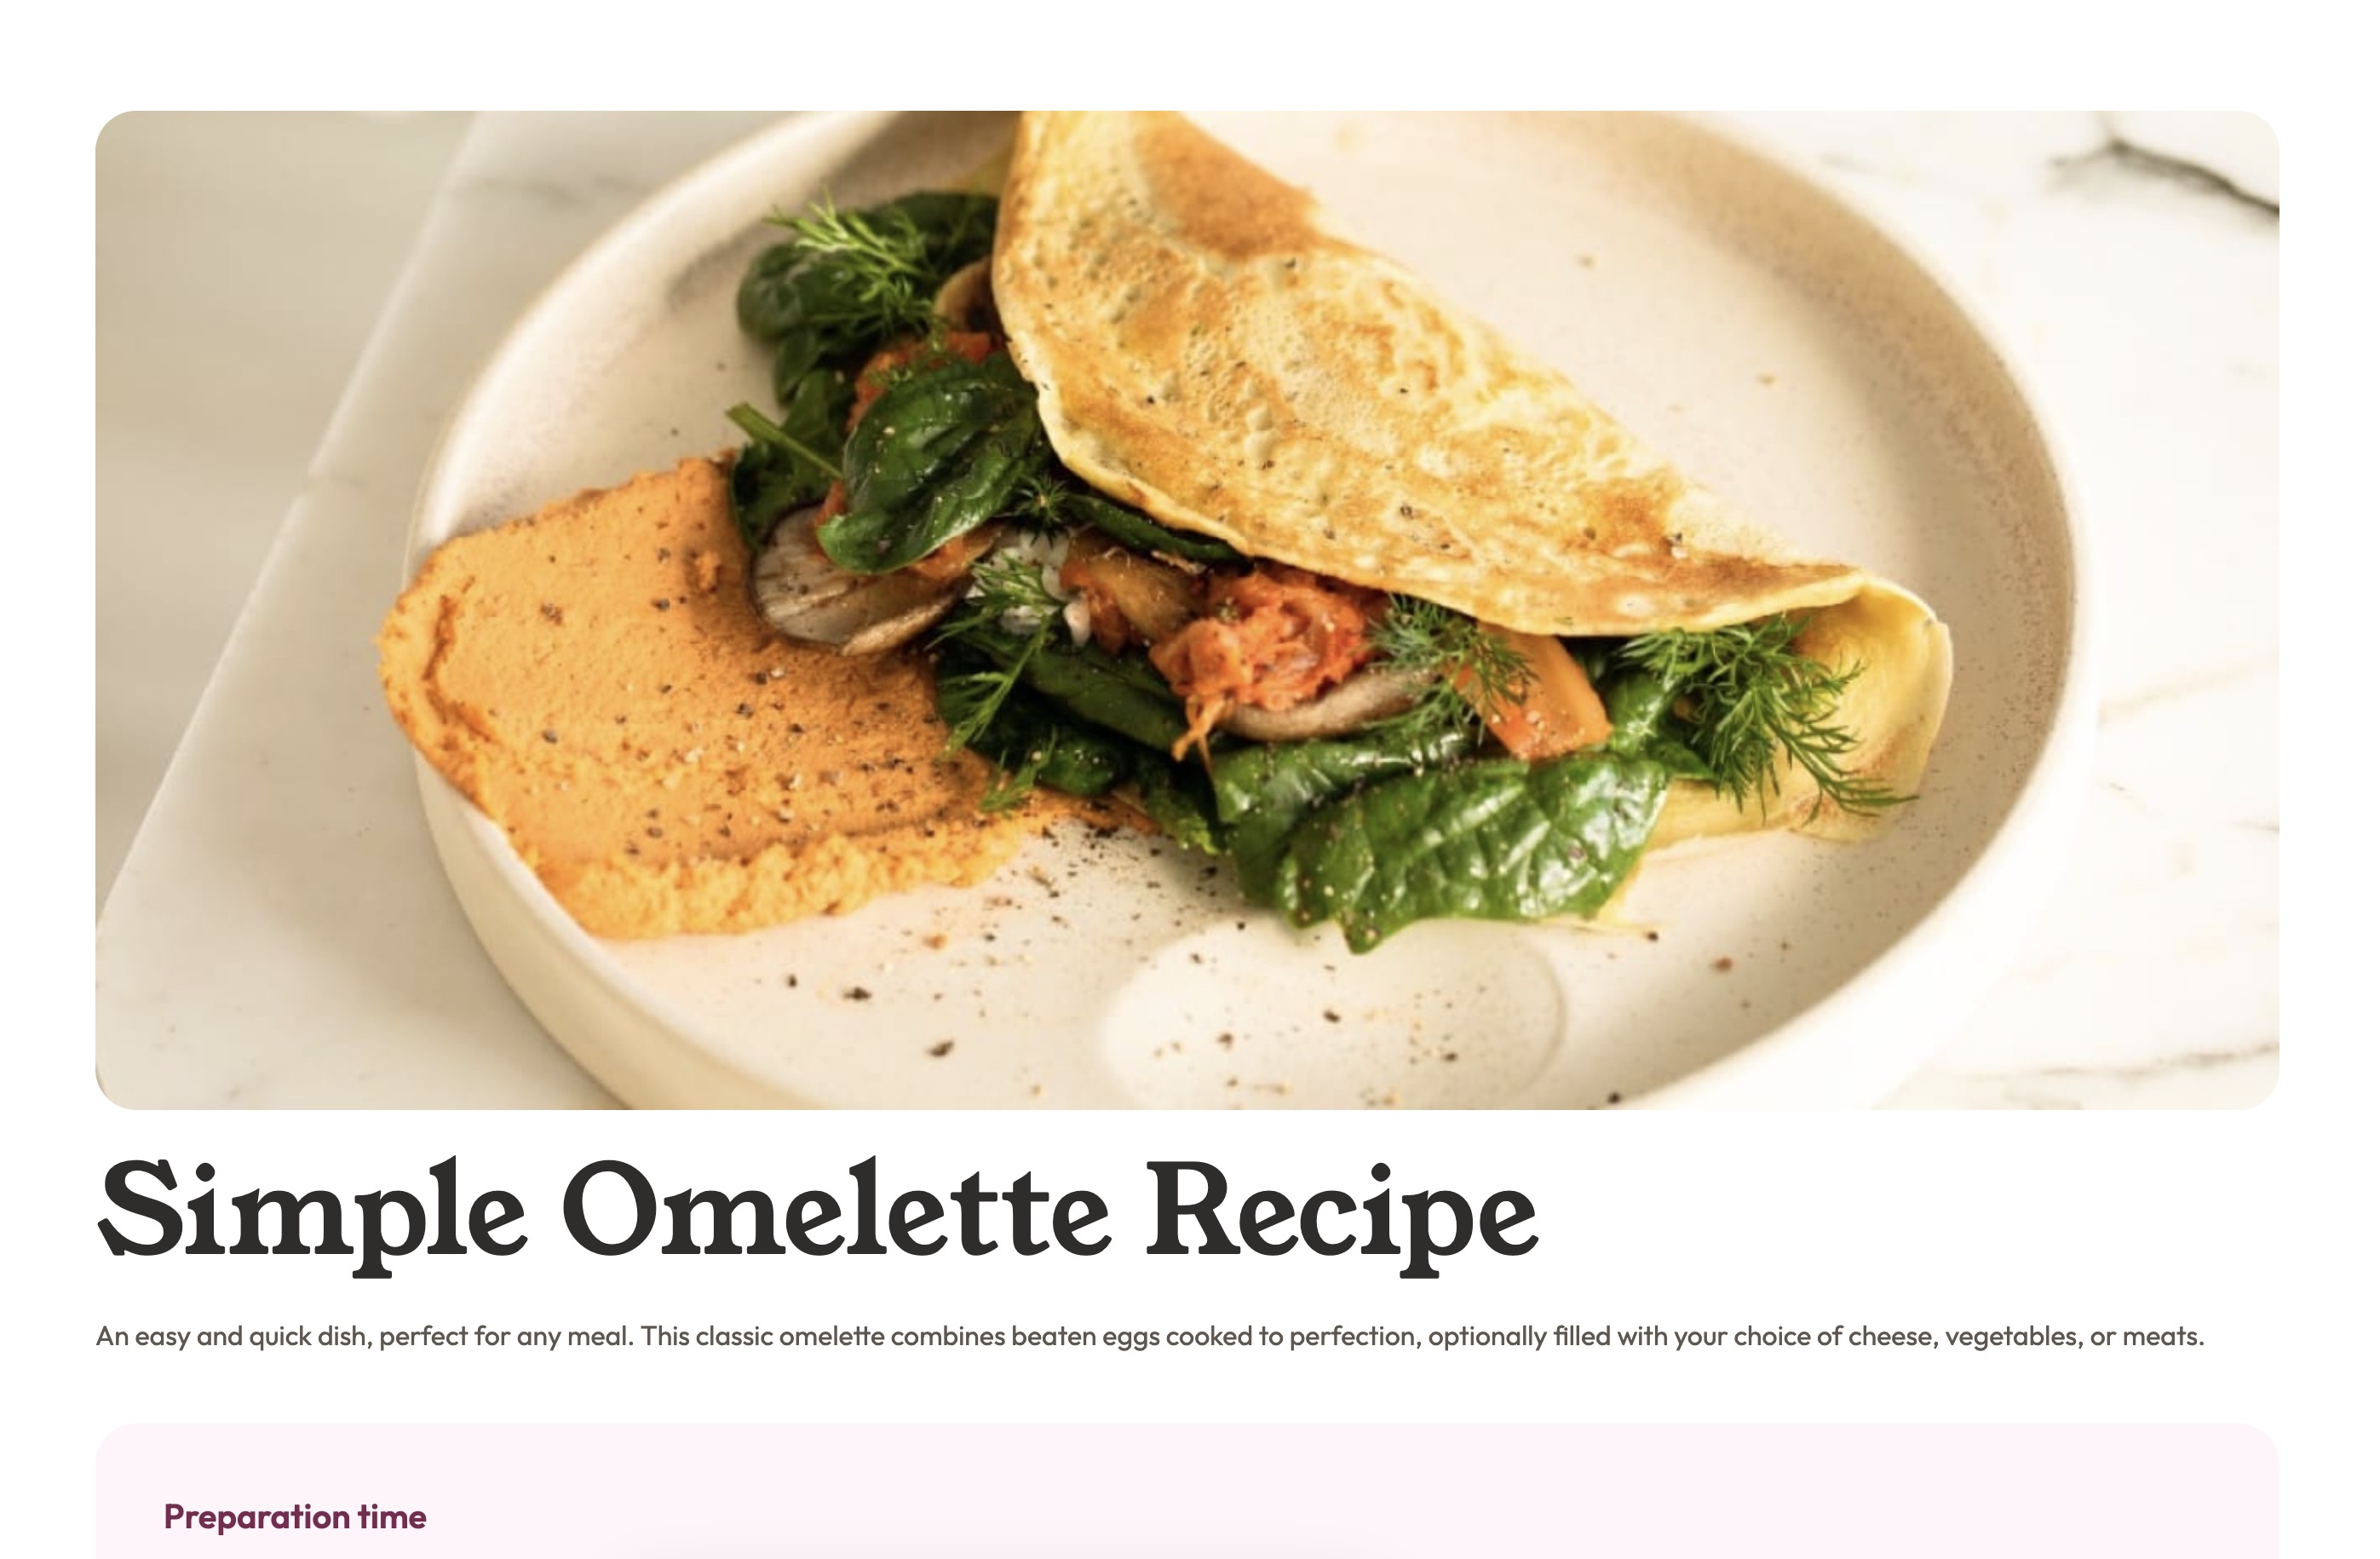 Simple Omelette Recipe
An easy and quick dish, perfect for any meal. This classic omelette combines beaten eggs cooked to perfection, optionally filled with your choice of cheese, vegetables, or meats.
Preparation time